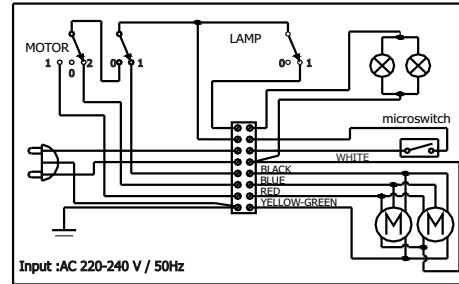 MOTOR
LAMP
1 0 2 0 1
0 1
microswitch
WHITE
BLACK
BLUE
RED
YELLOW-GREEN
M M
Input :AC 220-240 V / 50Hz